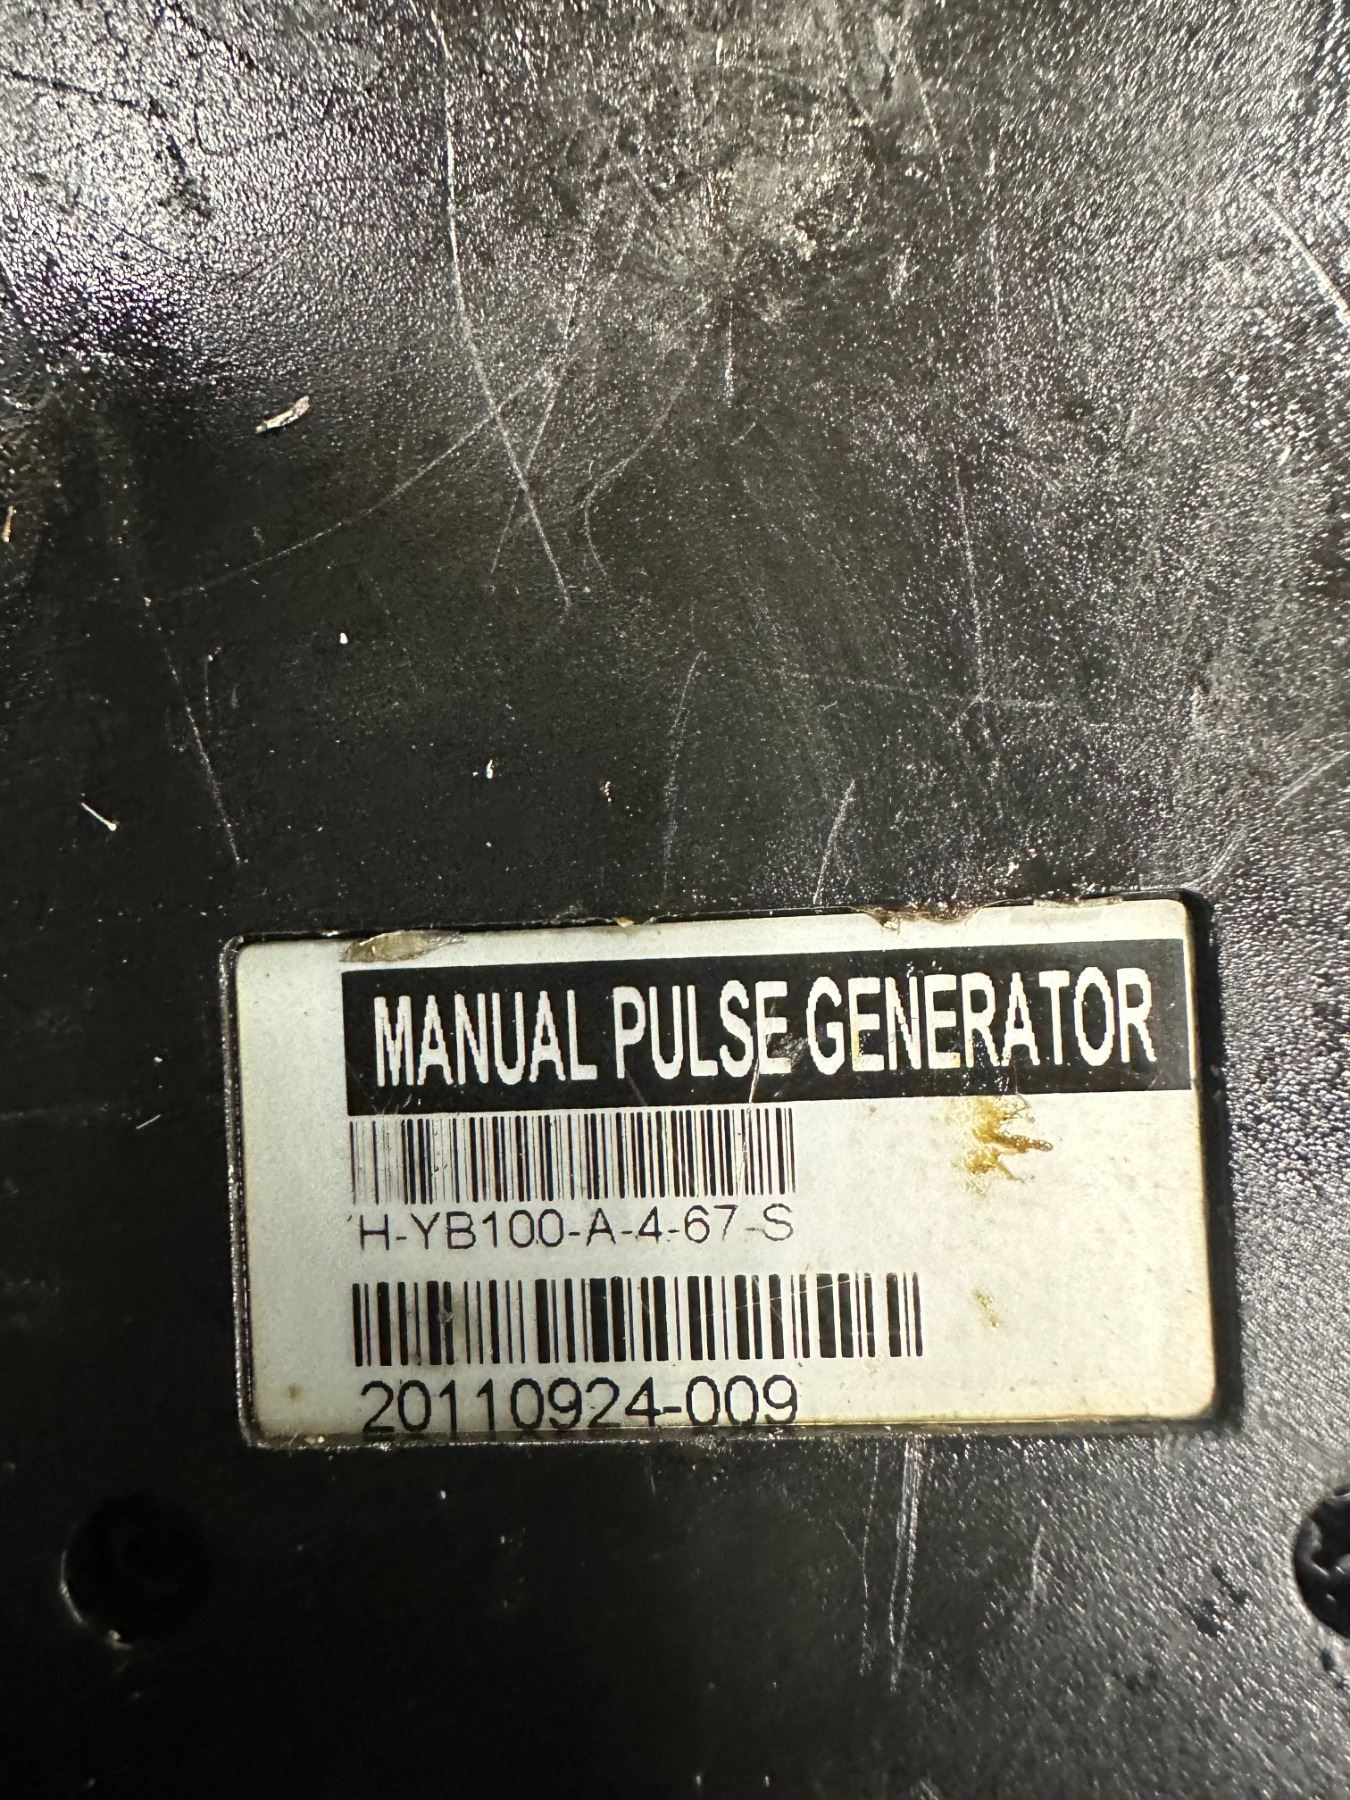 MANUAL PULSE GENERATOR
H-YB100-A-4-67-S
20110924-009